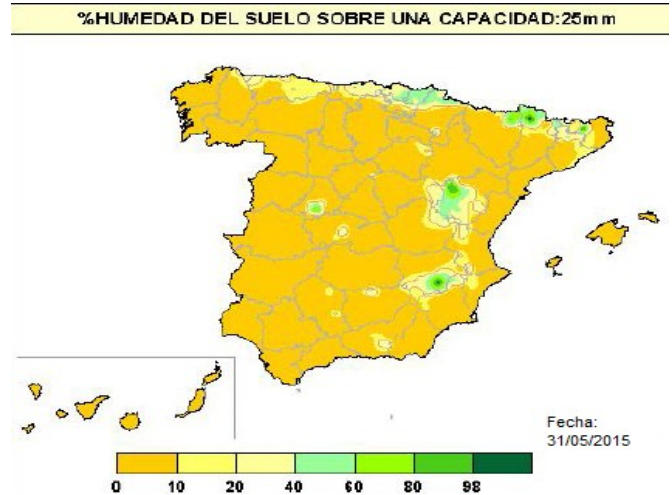 %HUMEDAD DEL SUELO SOBRE UNA CAPACIDAD:25mm
Fecha:
31/05/2015
0 10 20 40 60 80 98